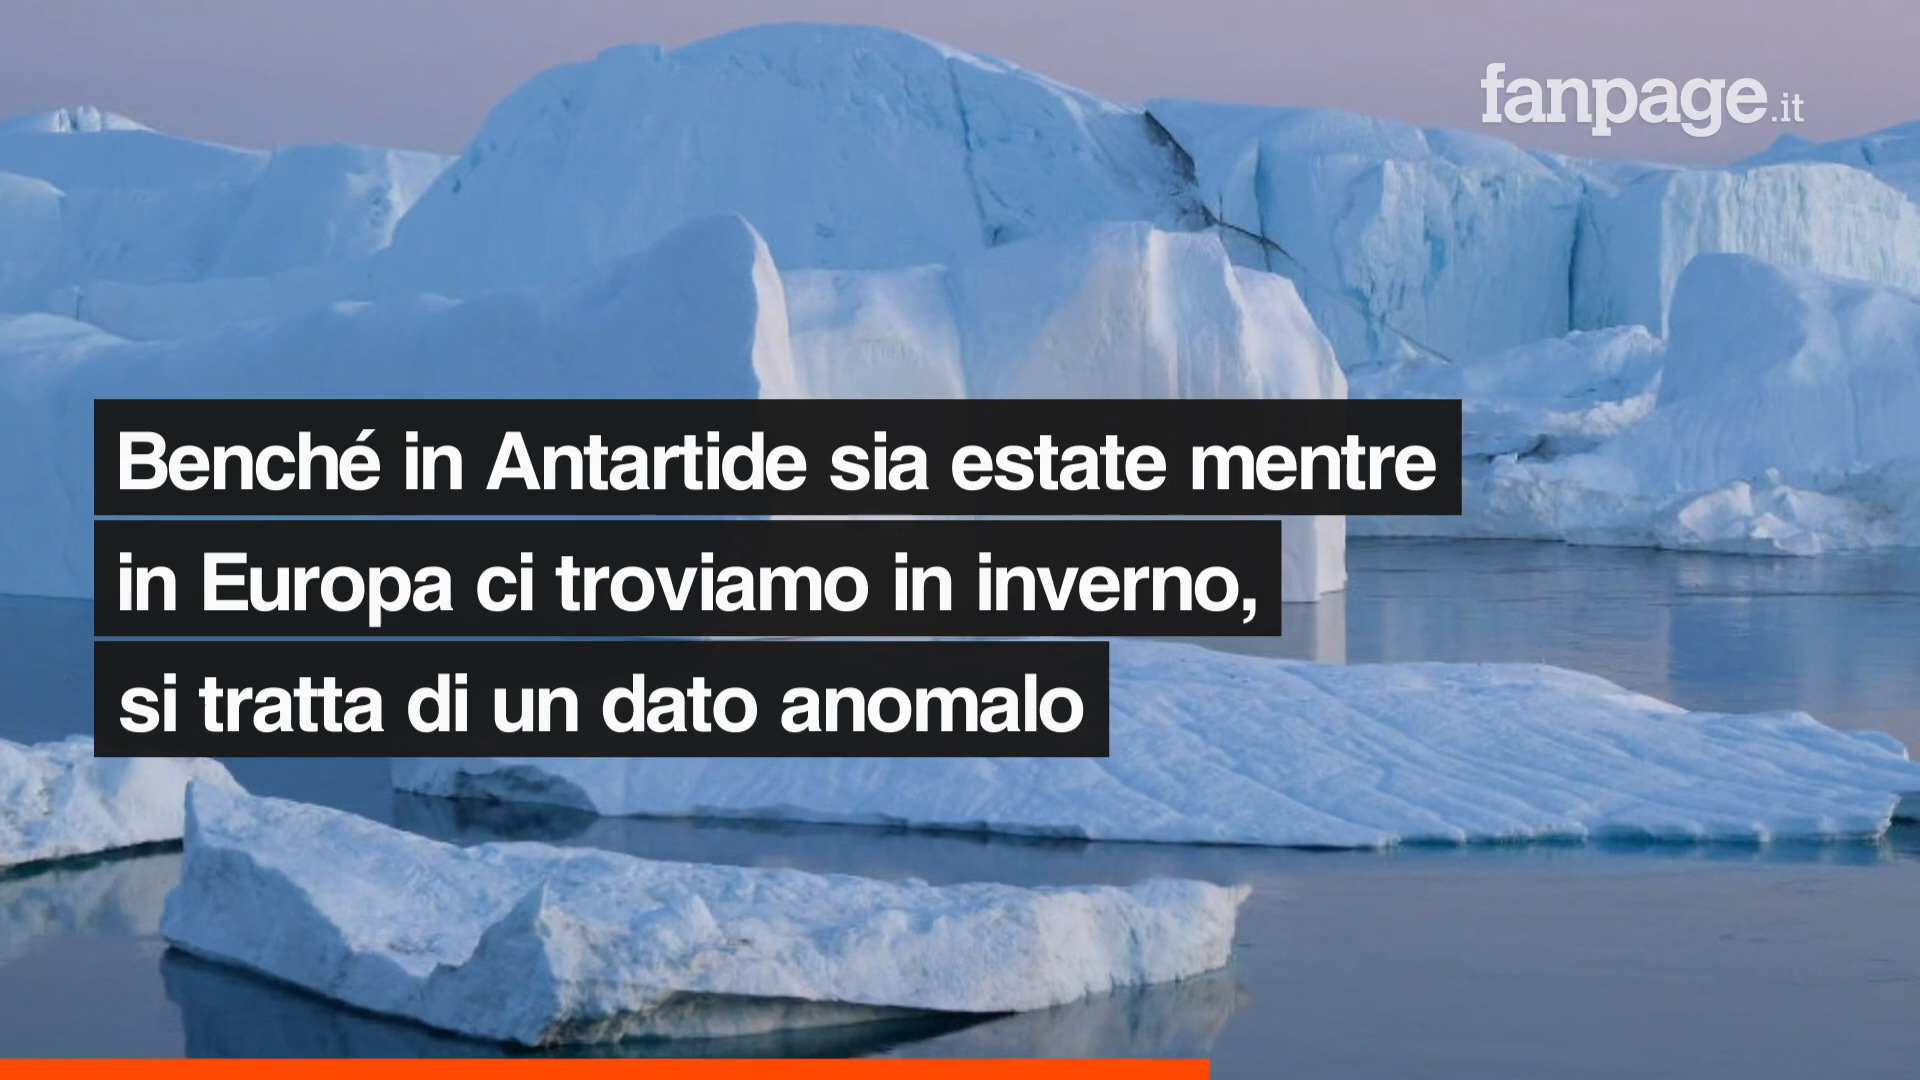 fanpage.it
Benché in Antartide sia estate mentre
in Europa ci troviamo in inverno,
si tratta di un dato anomalo